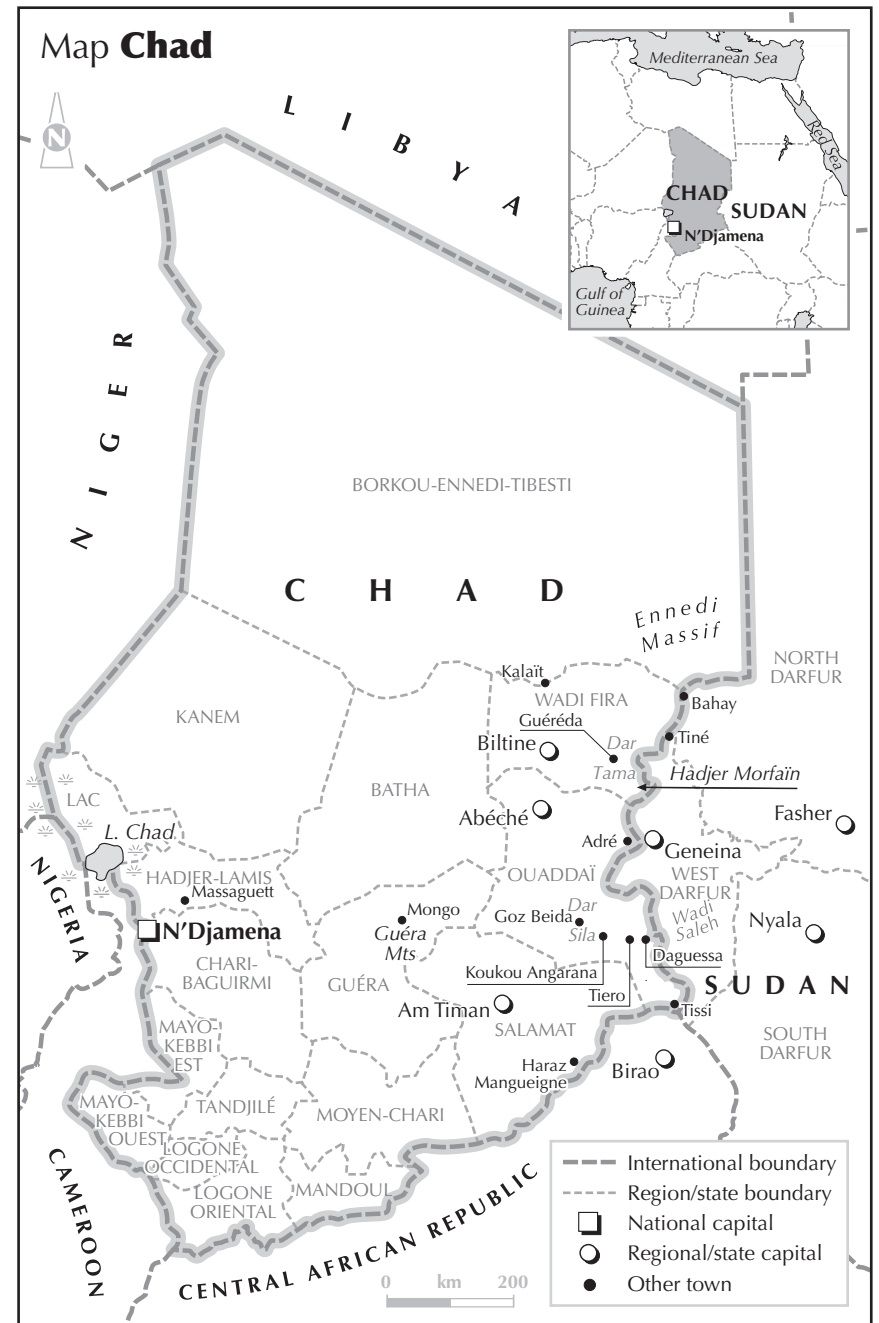 Map Chad
N
L I B Y A
Mediterranean Sea
Red Sea
CHAD
SUDAN
N'Djamena
Gulf of
Guinea
N I G E R
BORKOU-ENNEDI-TIBESTI
C H A D
Ennedi
Massif
NORTH
DARFUR
Kalaït
WADI FIRA
Bahay
KANEM
Guéréda
Biltine
Dar
Tama
Tiné
Hadjer Morfaïn
BATHA
LAC
Abéché
Fasher
L. Chad
Adré
Geneina
NIGERIA
HADJER-LAMIS
Massaguett
OUADDAÏ
WEST
DARFUR
Mongo
Guéra
Mts
Goz Beida
Dar
Sila
Wadi
Saleh
Nyala
N'Djamena
CHARI-
BAGUIRMI
Koukou Angarana
Daguessa
GUÉRA
Tiero
S U D A N
Am Timan
Tissi
SALAMAT
MAYO-
KEBBI
EST
SOUTH
DARFUR
Haraz
Mangueigne
Birao
MAYO-
KEBBI
OUEST
TANDJILÉ
MOYEN-CHARI
LOGONE
OCCIDENTAL
LOGONE
ORIENTAL
MANDOUL
CAMEROON
CENTRAL AFRICAN REPUBLIC
0 km 200
International boundary
Region/state boundary
National capital
Regional/state capital
Other town